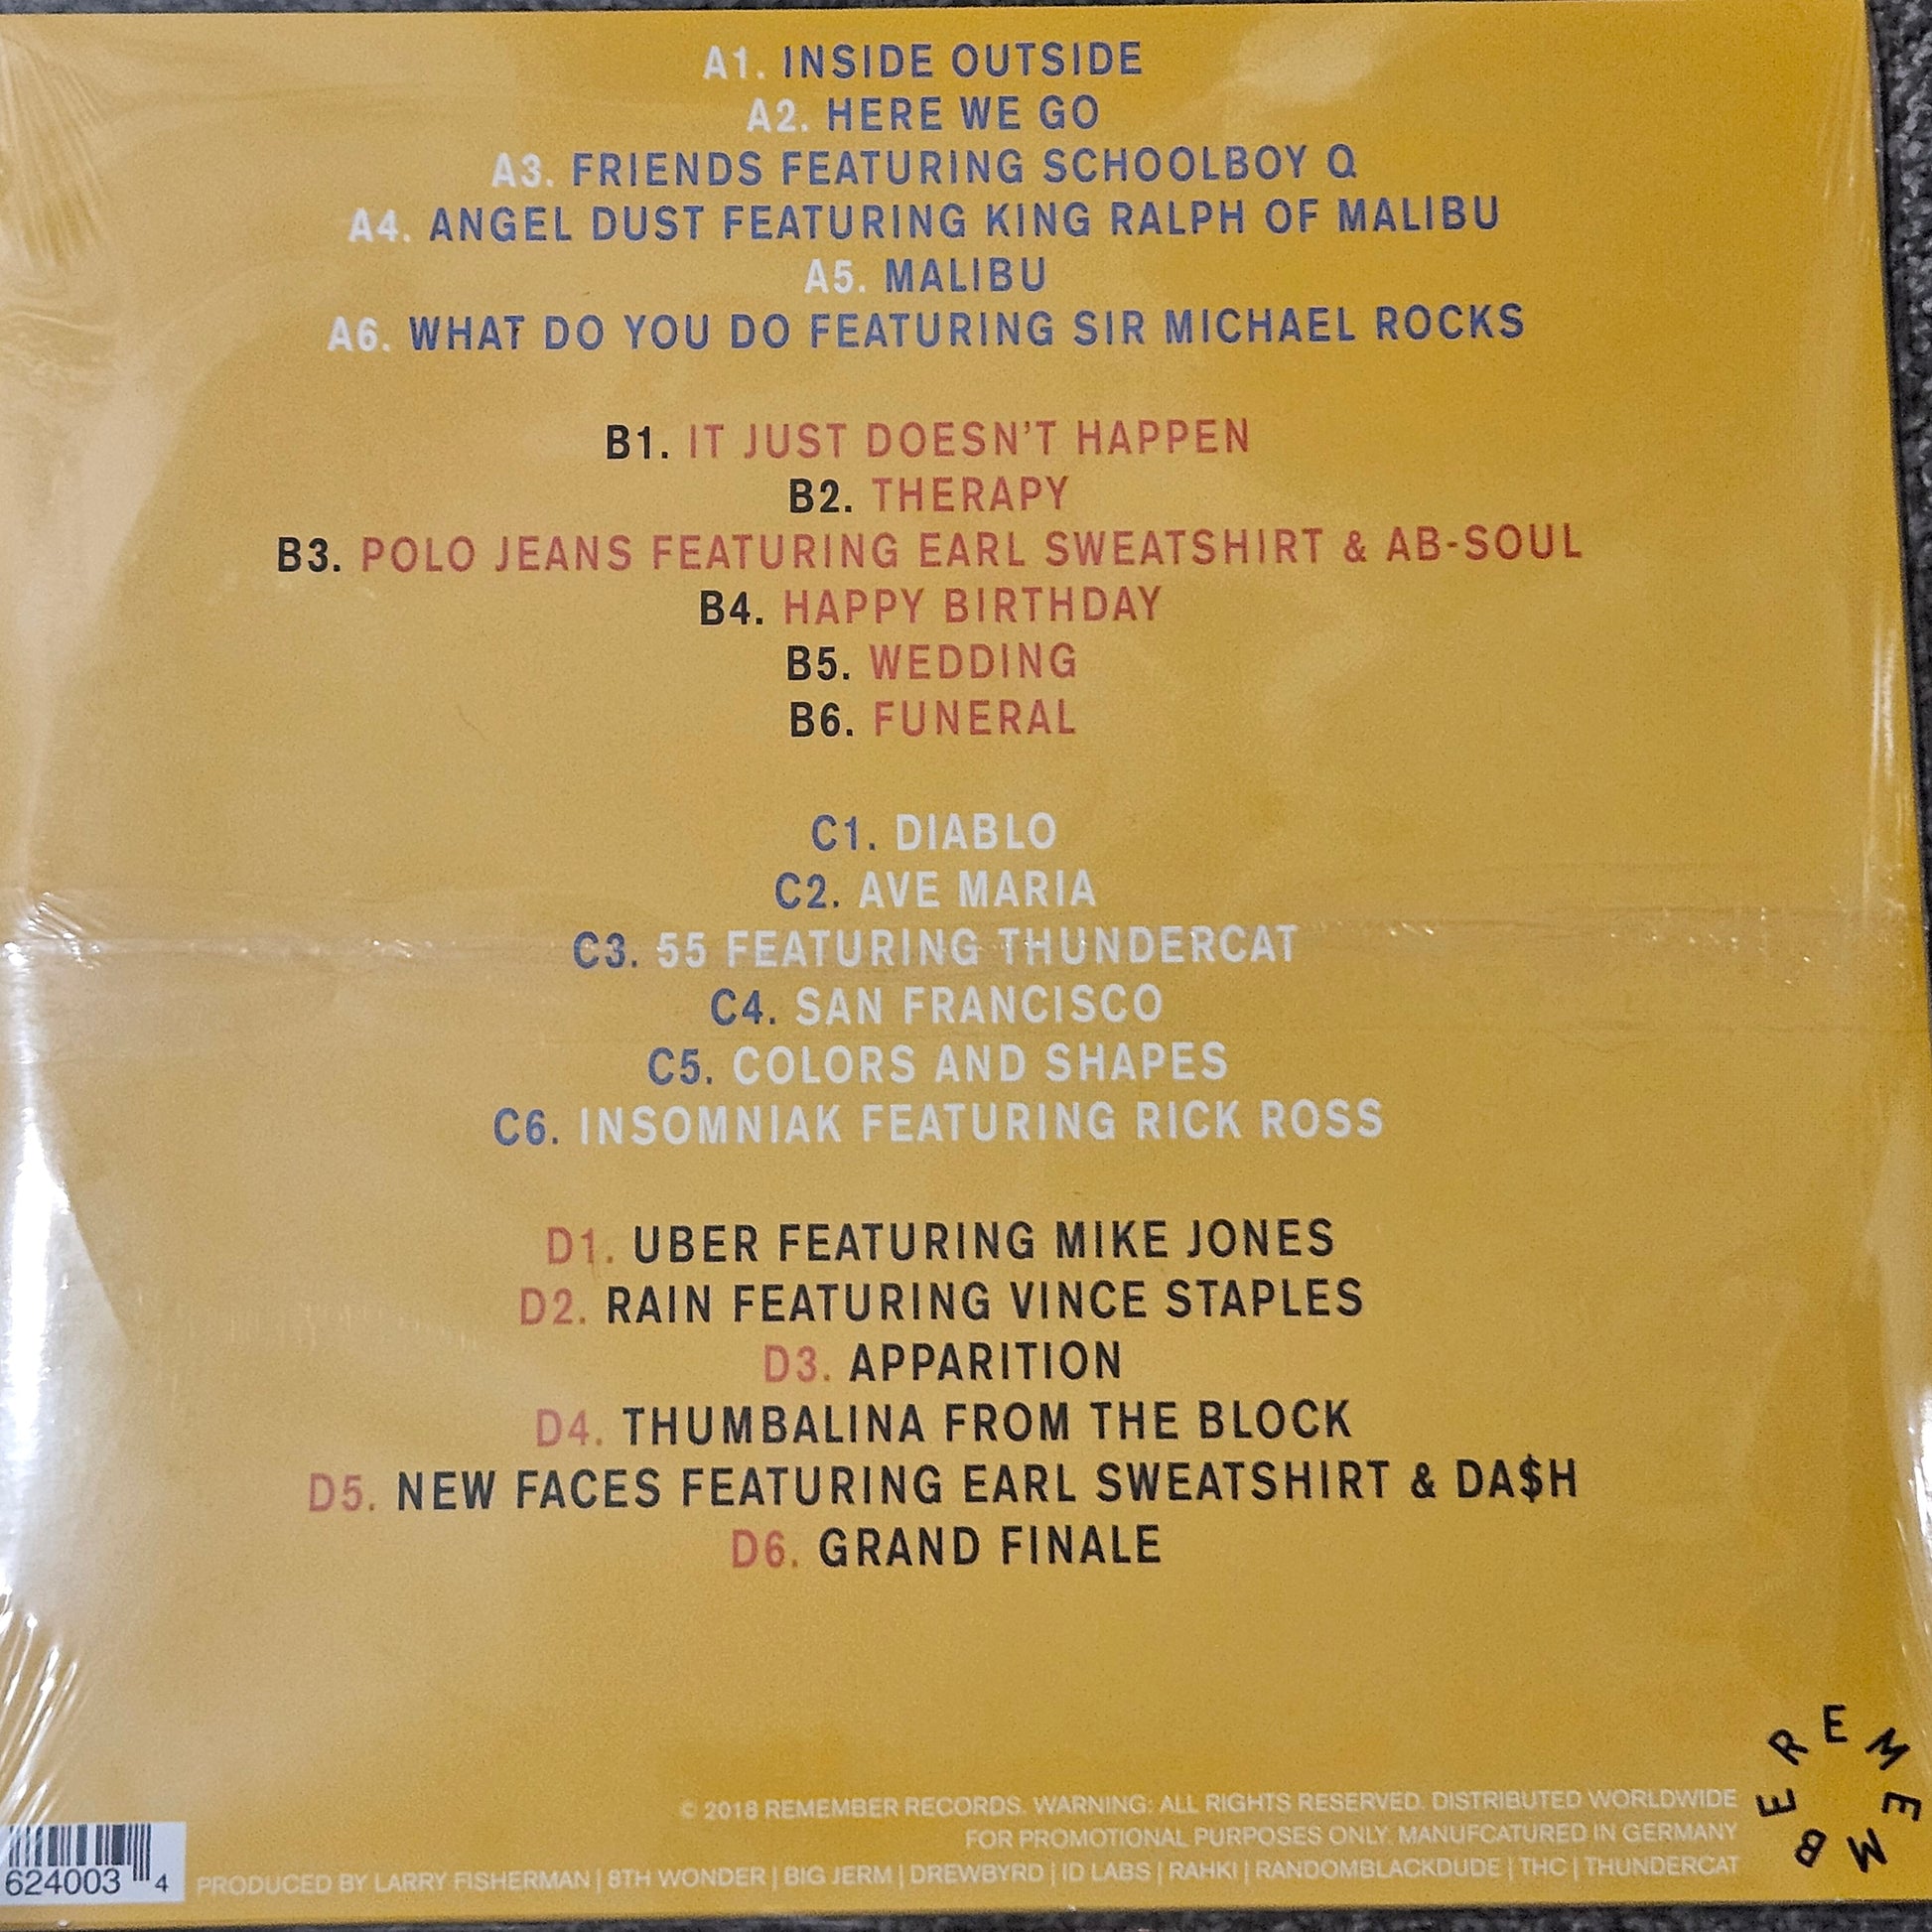 A1. INSIDE OUTSIDE
A2. HERE WE GO
A3. FRIENDS FEATURING SCHOOLBOY Q
A4. ANGEL DUST FEATURING KING RALPH OF MALIBU
A5. MALIBU
A6. WHAT DO YOU DO FEATURING SIR MICHAEL ROCKS
B1. IT JUST DOESN'T HAPPEN
B2. THERAPY
B3. POLO JEANS FEATURING EARL SWEATSHIRT & AB-SOUL
B4. HAPPY BIRTHDAY
B5. WEDDING
B6. FUNERAL
C1. DIABLO
C2. AVE MARIA
C3. 55 FEATURING THUNDERCAT
C4. SAN FRANCISCO
C5. COLORS AND SHAPES
C6. INSOMNIAK FEATURING RICK ROSS
D1. UBER FEATURING MIKE JONES
D2. RAIN FEATURING VINCE STAPLES
D3. APPARITION
D4. THUMBALINA FROM THE BLOCK
D5. NEW FACES FEATURING EARL SWEATSHIRT & DA$H
D6. GRAND FINALE
© 2018 REMEMBER RECORDS. WARNING: ALL RIGHTS RESERVED. DISTRIBUTED WORLDWIDE
FOR PROMOTIONAL PURPOSES ONLY. MANUFCATURED IN GERMANY
PRODUCED BY LARRY FISHERMAN | 8TH WONDER | BIG JERM | DREWBYRD | ID LABS | RAHKI | RANDOMBLACKDUDE | THC | THUNDERCAT
624003 4
REMEMBER